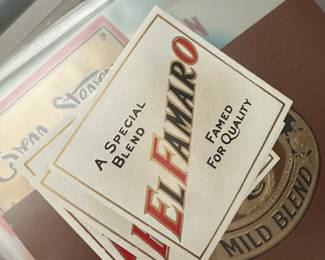 A SPECIAL
BLEND
EL FAMARO
FAMED
FOR QUALITY
MILD BLEND